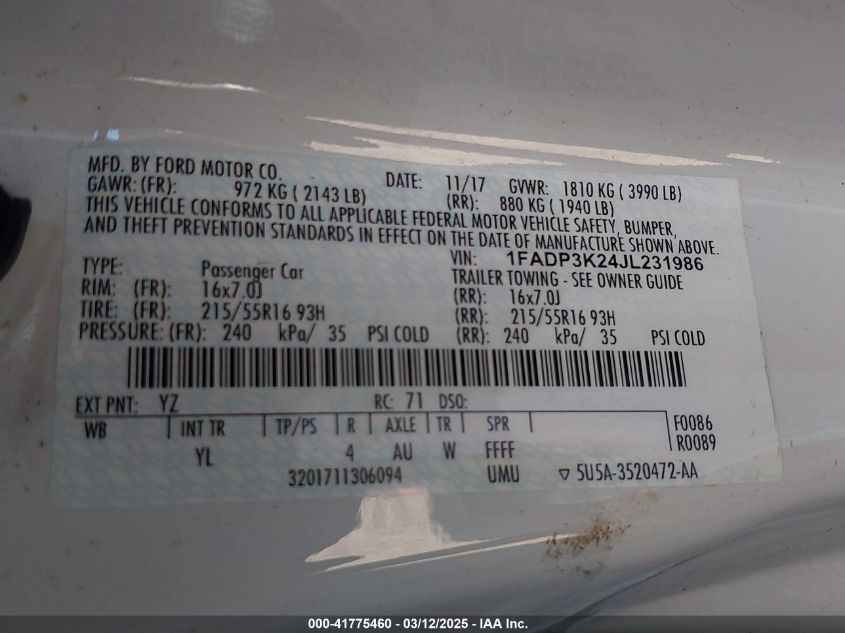 MFD. BY FORD MOTOR CO. DATE: 11/17 GVWR: 1810 KG ( 3990 LB)
GAWR: (FR): 972 KG ( 2143 LB) (RR): 880 KG ( 1940 LB)
THIS VEHICLE CONFORMS TO ALL APPLICABLE FEDERAL MOTOR VEHICLE SAFETY, BUMPER,
AND THEFT PREVENTION STANDARDS IN EFFECT ON THE DATE OF MANUFACTURE SHOWN ABOVE.
VIN: 1FADP3K24JL231986
TYPE: Passenger Car TRAILER TOWING - SEE OWNER GUIDE
RIM: (FR): 16x7.0J (RR): 16x7.0J
TIRE: (FR): 215/55R16 93H (RR): 215/55R16 93H
PRESSURE: (FR): 240 kPa/ 35 PSI COLD (RR): 240 kPa/ 35 PSI COLD
EXT PNT: YZ RC: 71 DSO:
WB INT TR TP/PS R AXLE TR SPR F0086
YL 4 AU W FFFF R0089
3201711306094 UMU ▽ 5U5A-3520472-AA
000-41775460 - 03/12/2025 - IAA Inc.